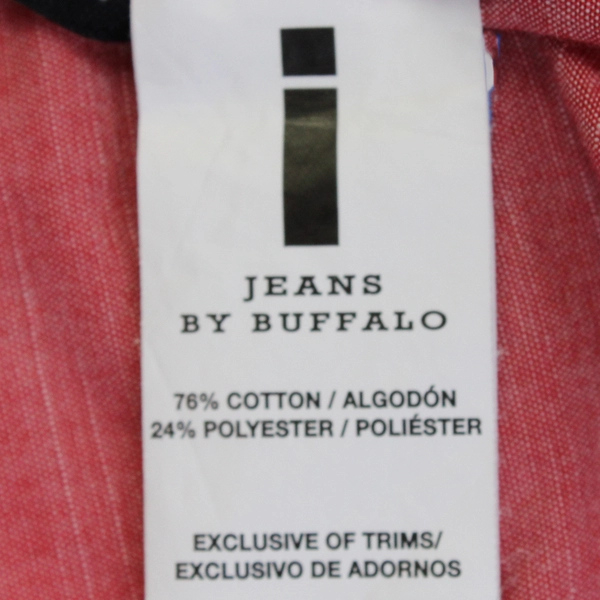 i
JEANS
BY BUFFALO
76% COTTON / ALGODÓN
24% POLYESTER / POLIÉSTER
EXCLUSIVE OF TRIMS/
EXCLUSIVO DE ADORNOS